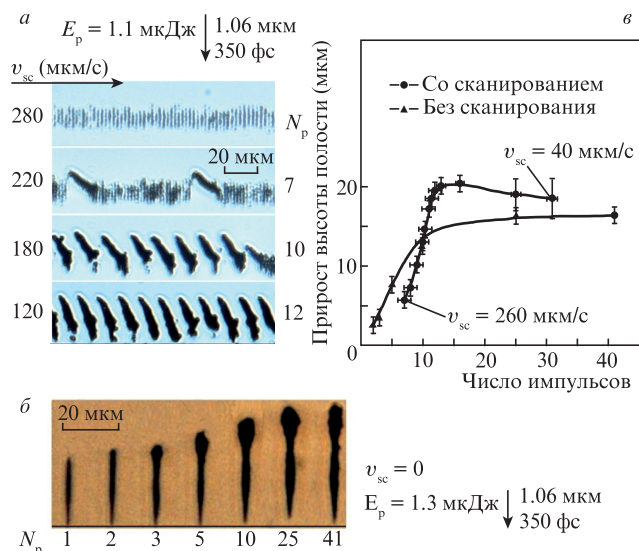 а
E_p = 1.1 мкДж
1.06 мкм
350 фс
v_sc (мкм/с)
280
N_p
220
20 мкм
7
180
10
120
12
в
Прирост высоты полости (мкм)
20
10
0
Со сканированием
Без сканирования
v_sc = 40 мкм/с
v_sc = 260 мкм/с
0
10
20
30
40
Число импульсов
б
20 мкм
N_p
1
2
3
5
10
25
41
v_sc = 0
E_p = 1.3 мкДж
1.06 мкм
350 фс